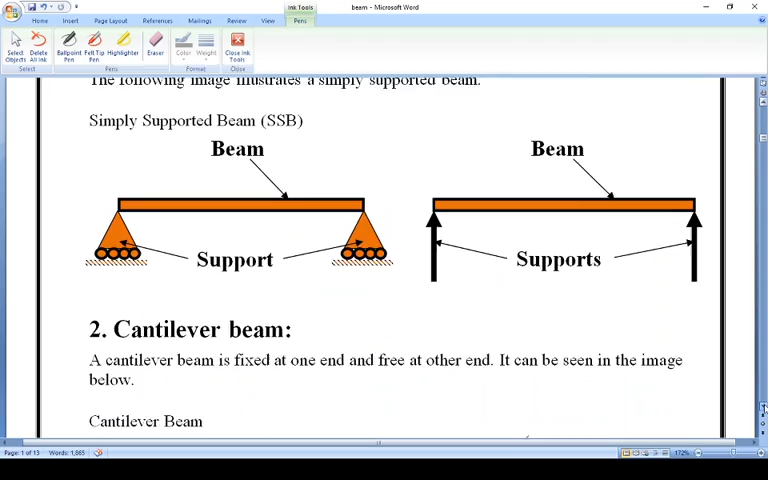 Ink Tools
beam - Microsoft Word
Home Insert Page Layout References Mailings Review View Pens
Select Objects
Delete All Ink
Ballpoint Pen
Felt Tip Pen
Highlighter
Eraser
Color
Weight
Close Ink Tools
Select Pens Format Close
The following image illustrates a simply supported beam.
Simply Supported Beam (SSB)
Beam Beam
Support Supports
2. Cantilever beam:
A cantilever beam is fixed at one end and free at other end. It can be seen in the image
below.
Cantilever Beam
Page: 1 of 13 Words: 1,665 172%